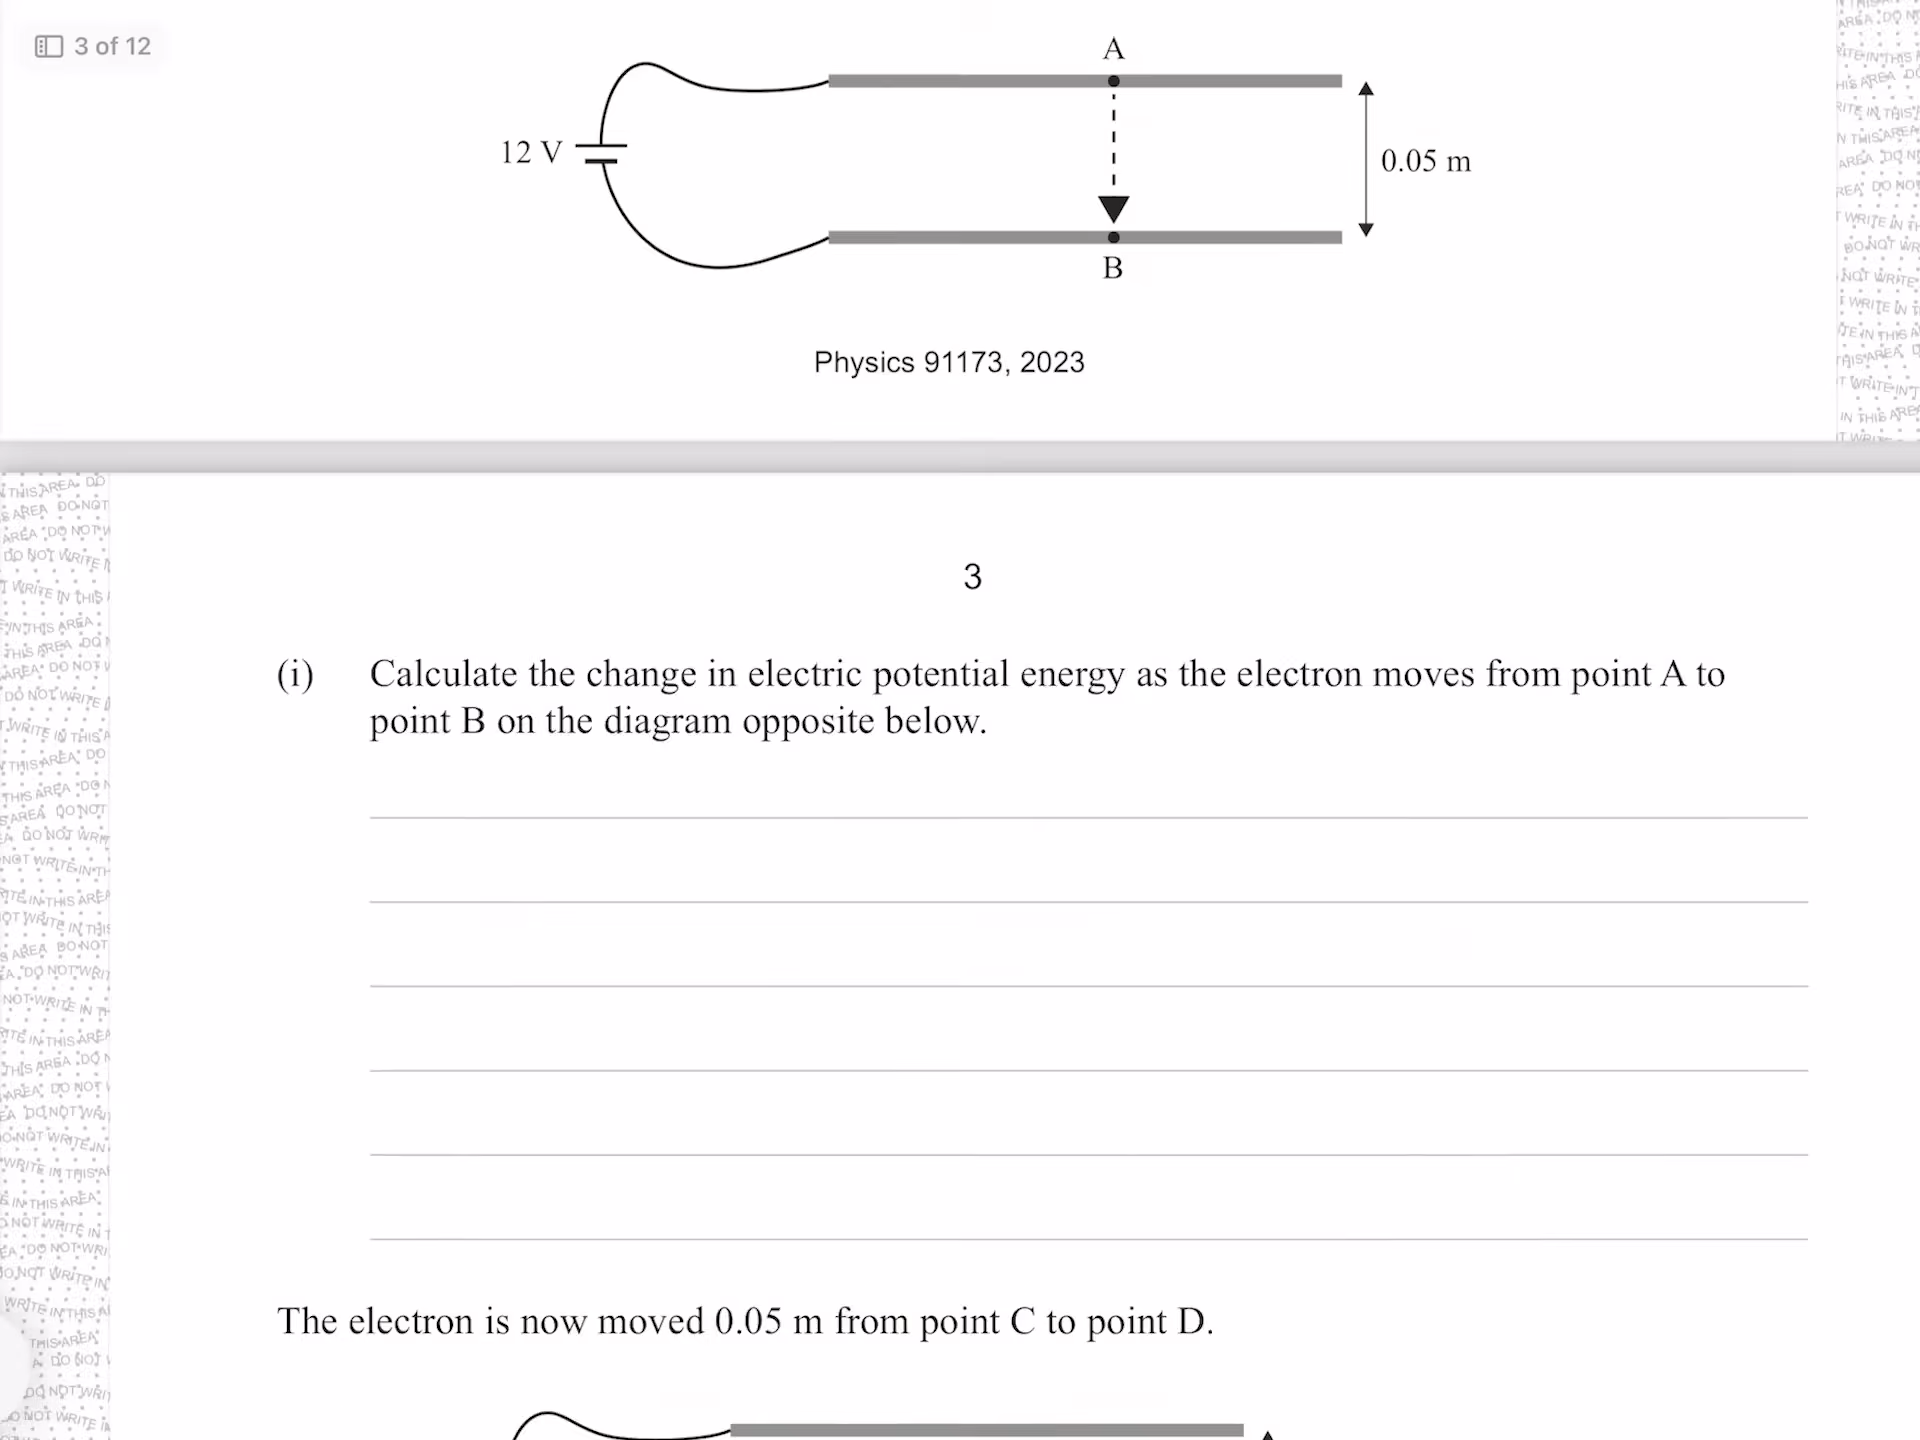 3 of 12
A
12 V
0.05 m
B
Physics 91173, 2023
3
(i) Calculate the change in electric potential energy as the electron moves from point A to
point B on the diagram opposite below.
The electron is now moved 0.05 m from point C to point D.